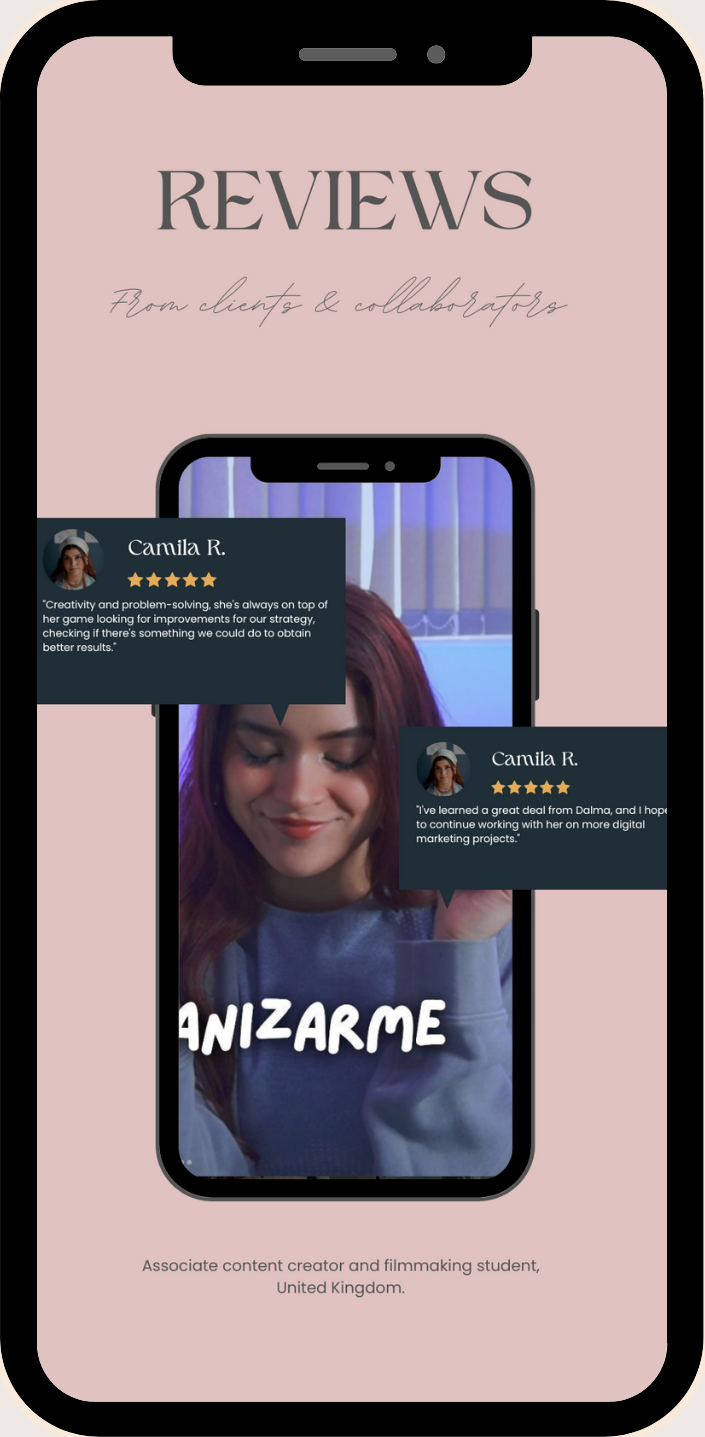 REVIEWS
From clients & collaborators
Camila R.
"Creativity and problem-solving, she's always on top of
her game looking for improvements for our strategy,
checking if there's something we could do to obtain
better results."
Camila R.
"I've learned a great deal from Dalma, and I hope
to continue working with her on more digital
marketing projects."
ANIZARME
Associate content creator and filmmaking student,
United Kingdom.